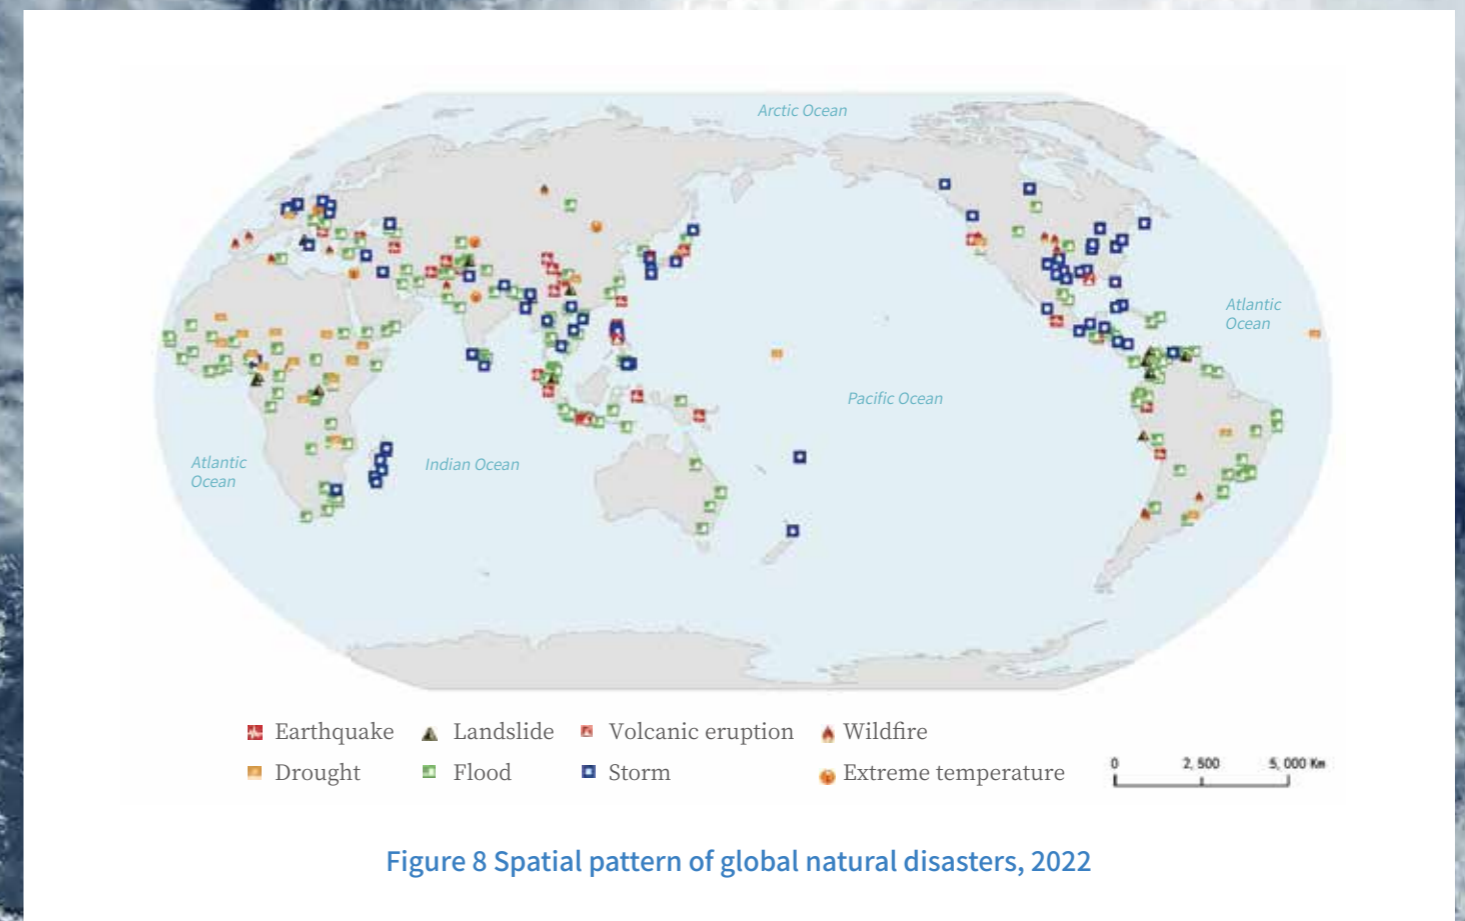 Arctic Ocean
Atlantic
Ocean
Pacific Ocean
Atlantic
Ocean
Indian Ocean
Earthquake
Landslide
Volcanic eruption
Wildfire
Drought
Flood
Storm
Extreme temperature
0
2, 500
5, 000 Km
Figure 8 Spatial pattern of global natural disasters, 2022